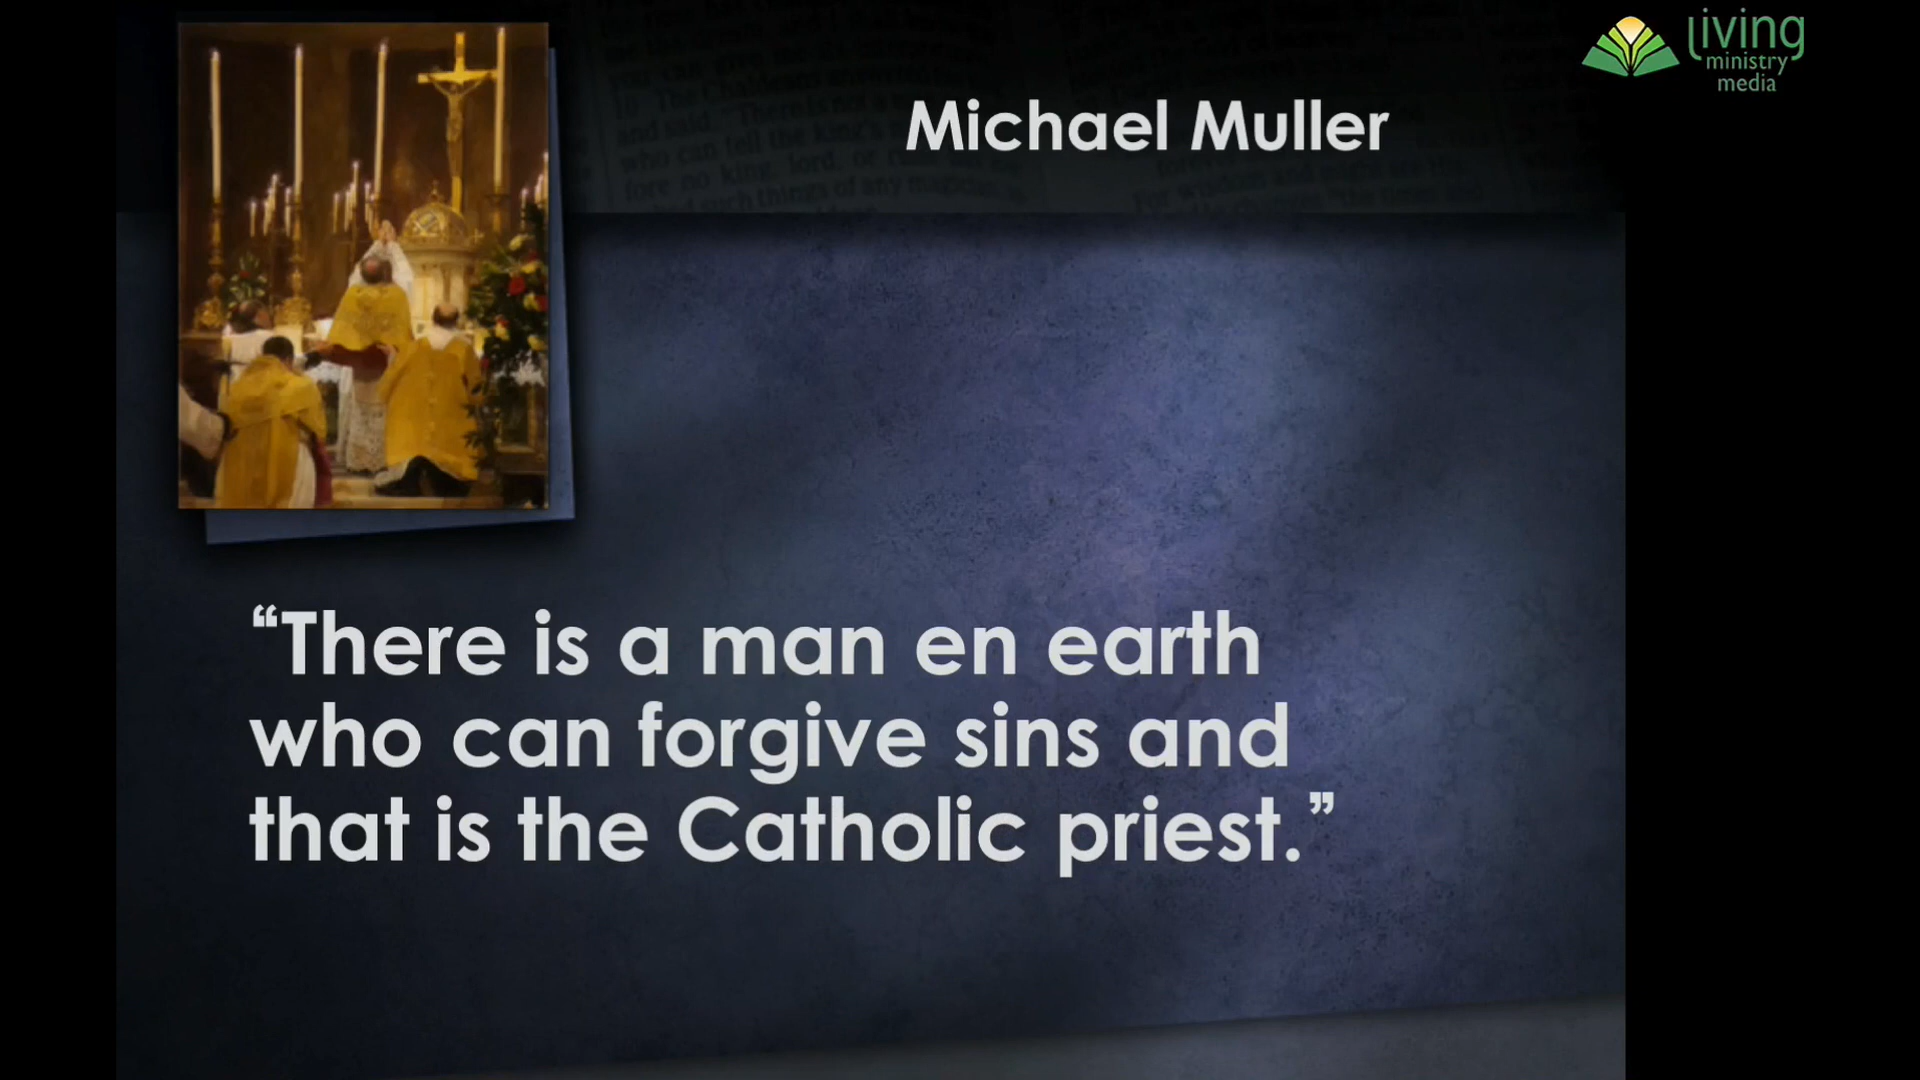 living
ministry
media
Michael Muller
“There is a man en earth
who can forgive sins and
that is the Catholic priest.”